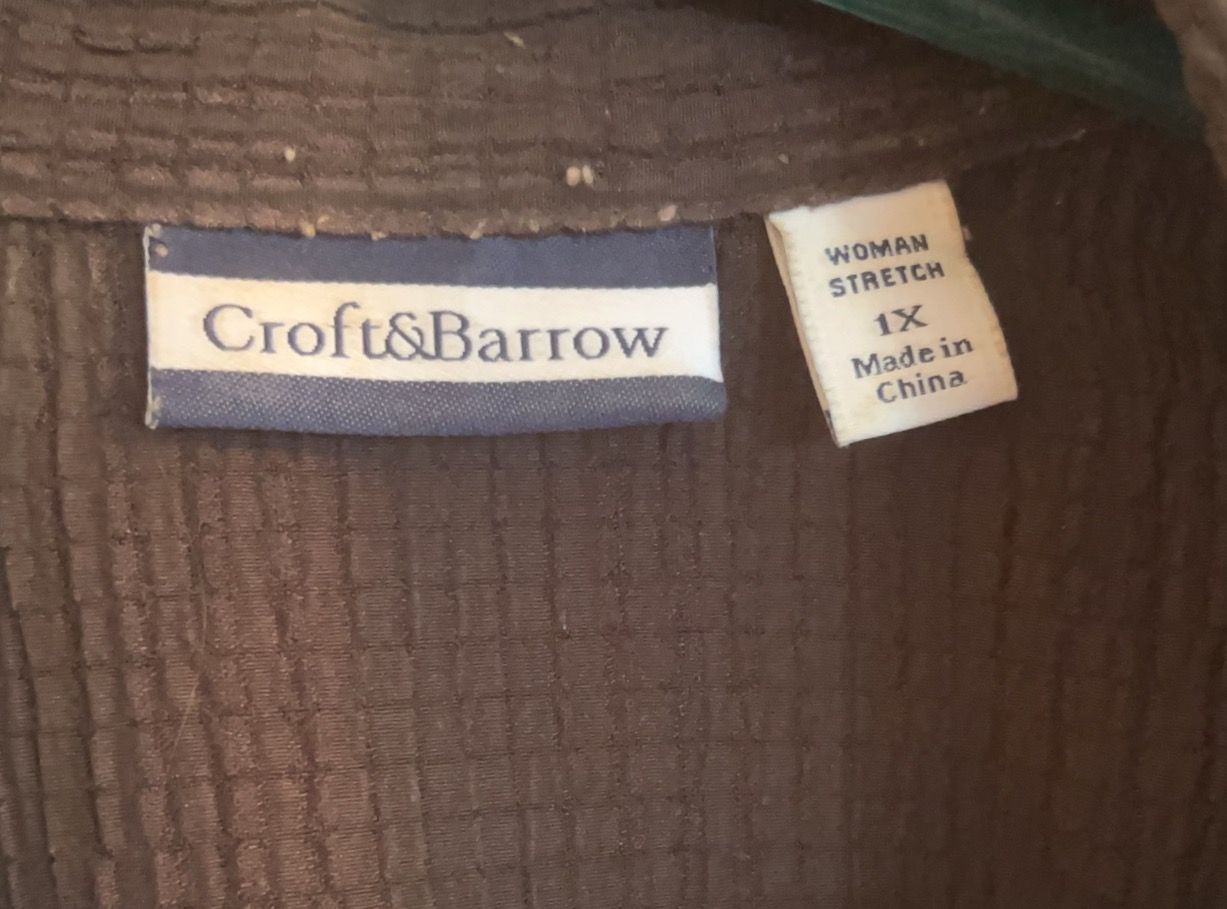 Croft&Barrow
WOMAN
STRETCH
1X
Made in
China